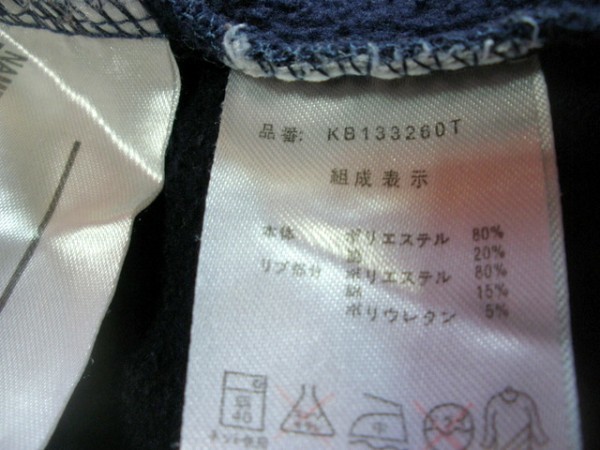 NAM
品番: KB133260T
組成表示
本体 ポリエステル 80%
綿 20%
リブ部分 ポリエステル 80%
綿 15%
ポリウレタン 5%
40
中
ネット使用